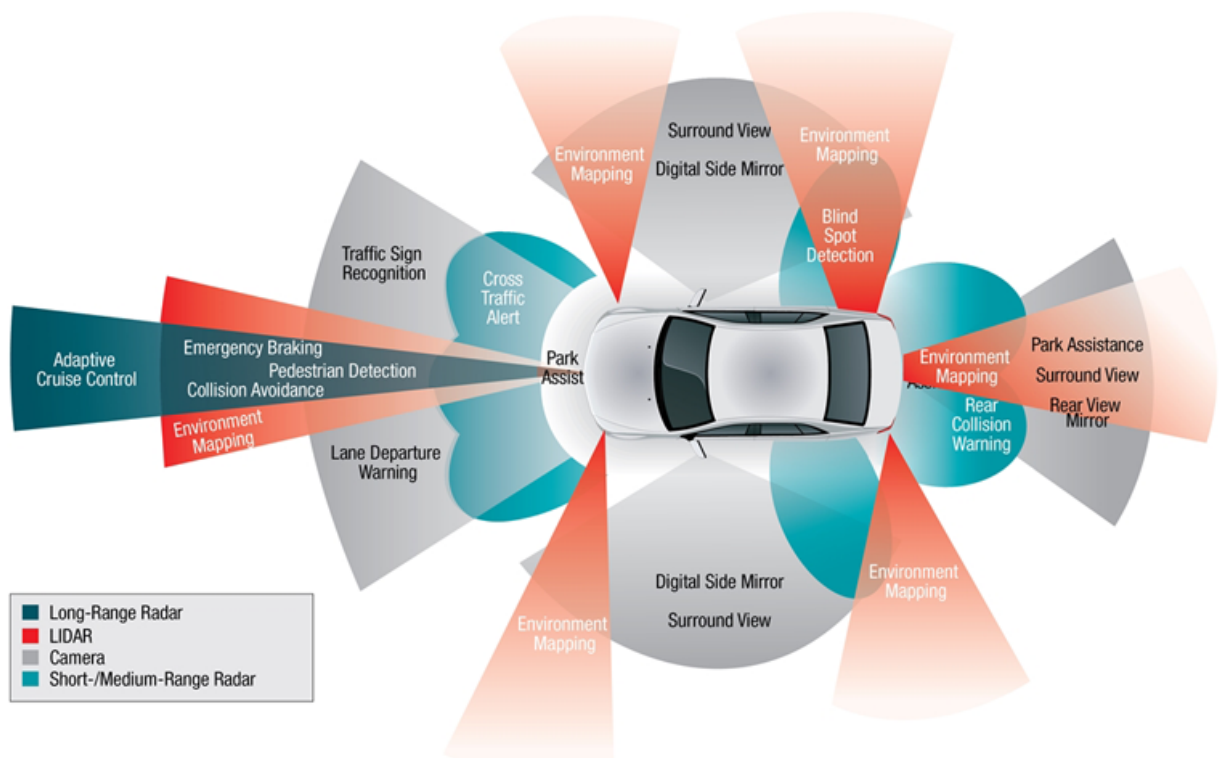 Surround View
Digital Side Mirror
Environment
Mapping
Environment
Mapping
Blind
Spot
Detection
Traffic Sign
Recognition
Cross
Traffic
Alert
Adaptive
Cruise Control
Emergency Braking
Pedestrian Detection
Collision Avoidance
Environment
Mapping
Lane Departure
Warning
Park
Assist
Environment
Mapping
Park Assistance
Surround View
Rear View
Mirror
Rear
Collision
Warning
Environment
Mapping
Digital Side Mirror
Surround View
Environment
Mapping
Long-Range Radar
LIDAR
Camera
Short-/Medium-Range Radar